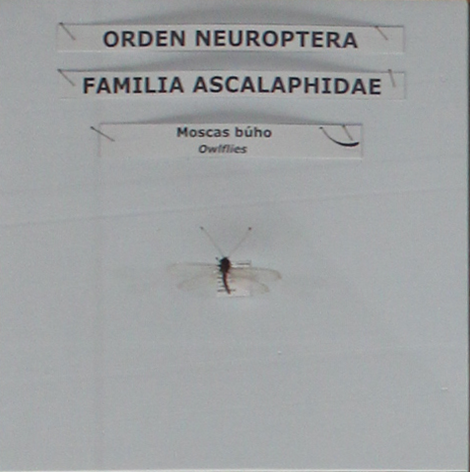 ORDEN NEUROPTERA
FAMILIA ASCALAPHIDAE
Moscas búho
Owlflies